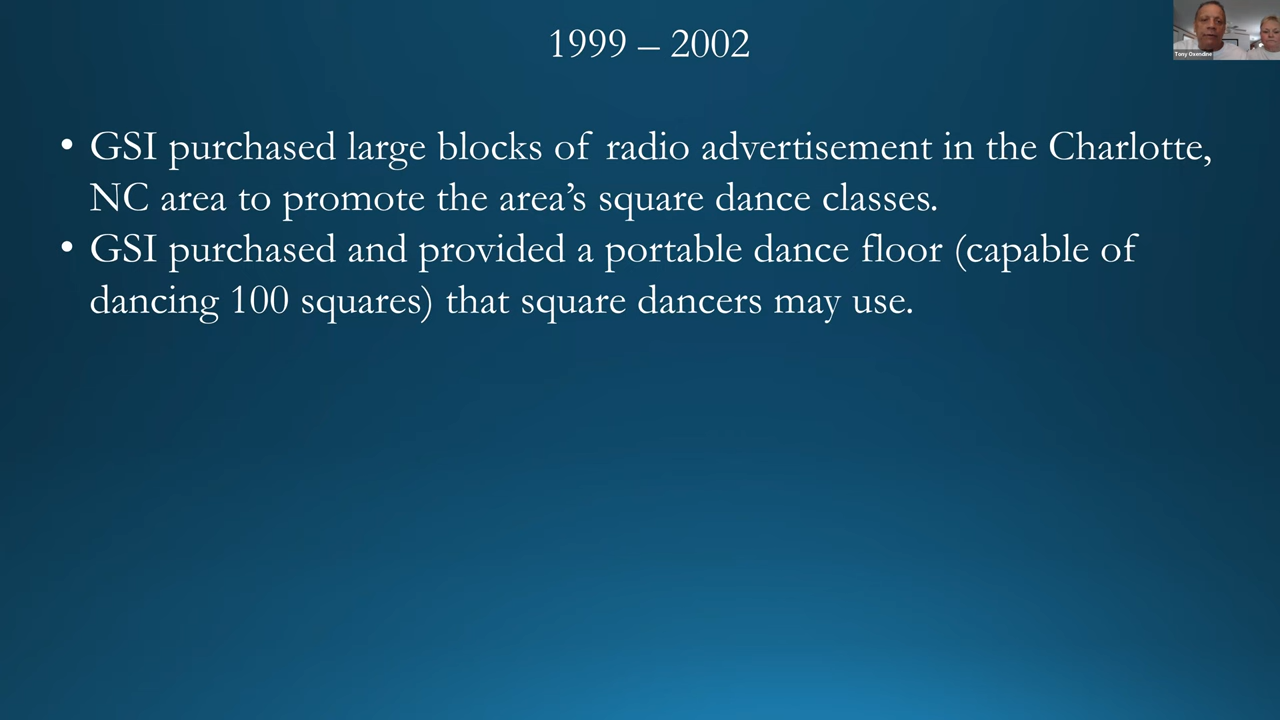 1999 – 2002
Tony Oxendine
• GSI purchased large blocks of radio advertisement in the Charlotte,
NC area to promote the area’s square dance classes.
• GSI purchased and provided a portable dance floor (capable of
dancing 100 squares) that square dancers may use.